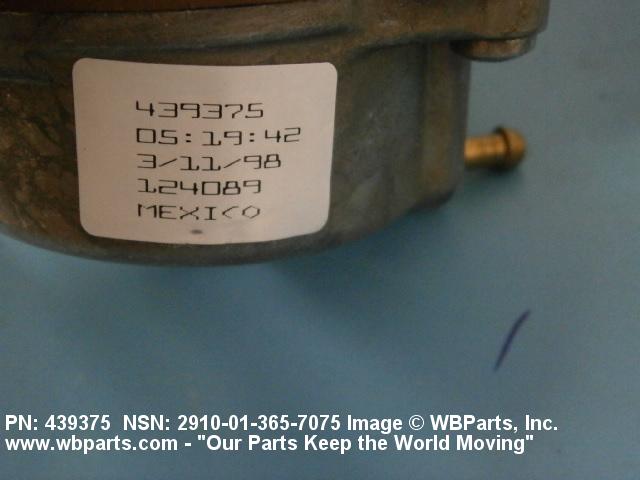 439375
05:19:42
3/11/98
124089
MEXICO
PN: 439375 NSN: 2910-01-365-7075 Image © WBParts, Inc.
www.wbparts.com - "Our Parts Keep the World Moving"